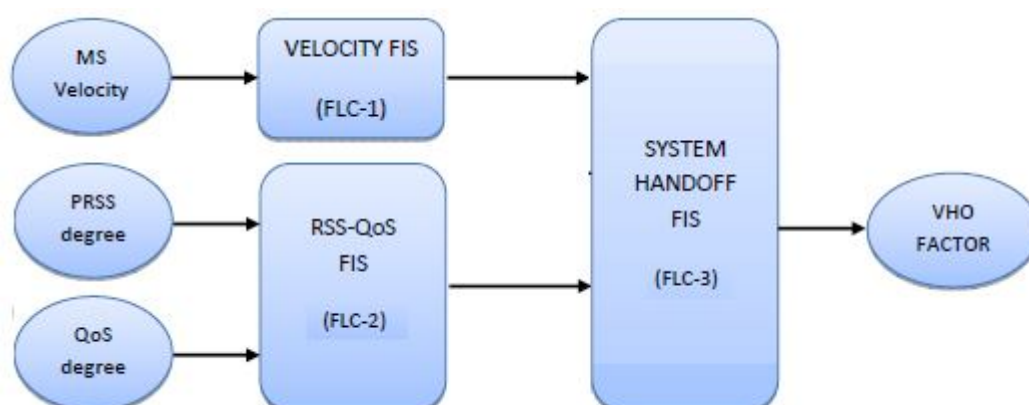 MS
Velocity
VELOCITY FIS
(FLC-1)
PRSS
degree
RSS-QoS
FIS
(FLC-2)
QoS
degree
SYSTEM
HANDOFF
FIS
(FLC-3)
VHO
FACTOR